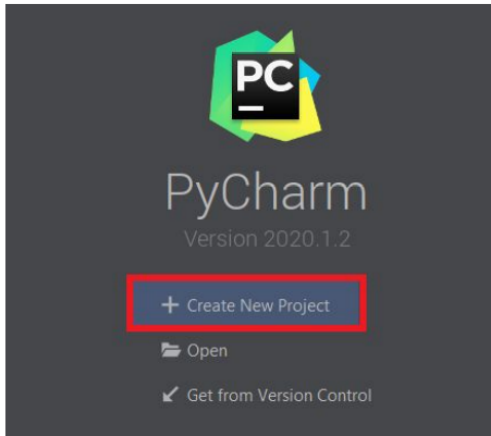 PC
PyCharm
Version 2020.1.2
Create New Project
Open
Get from Version Control